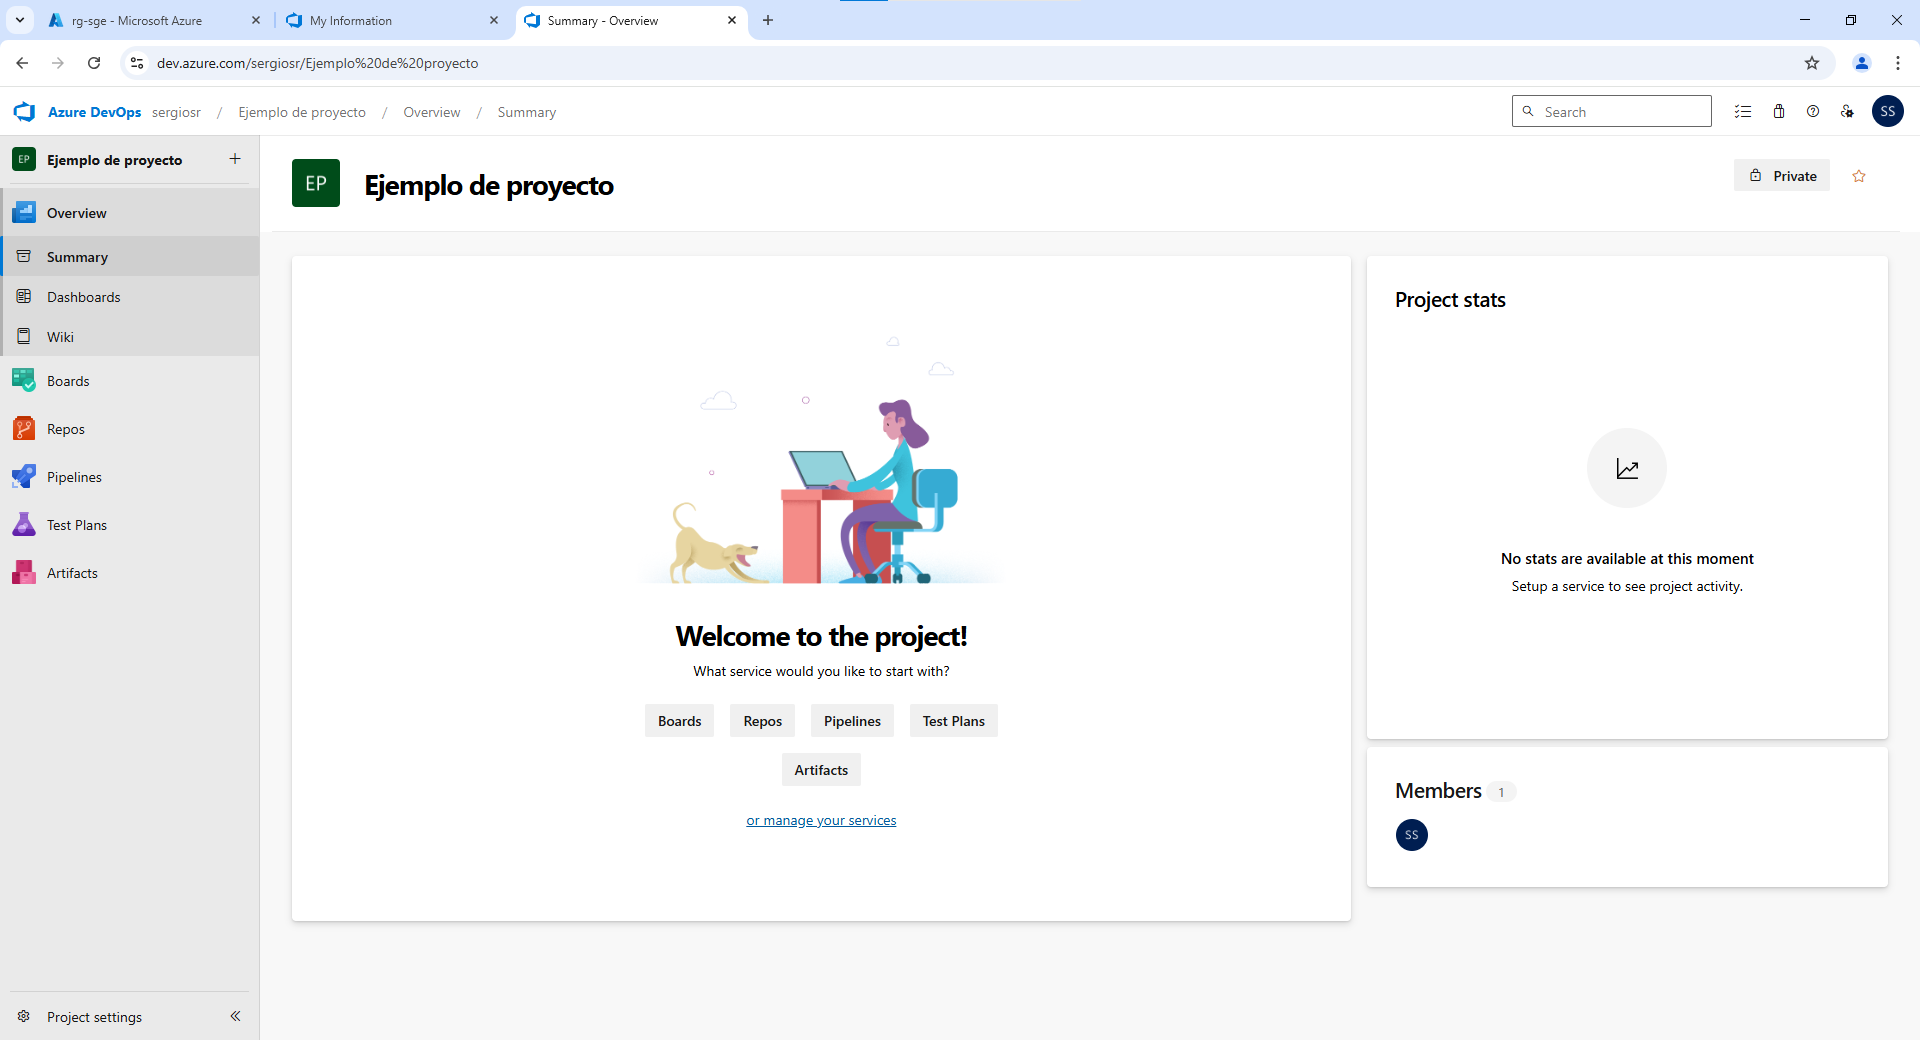 rg-sge - Microsoft Azure
My Information
Summary - Overview
dev.azure.com/sergiosr/Ejemplo%20de%20proyecto
Azure DevOps sergiosr / Ejemplo de proyecto / Overview / Summary
Search
SS
EP Ejemplo de proyecto
Overview
Summary
Dashboards
Wiki
Boards
Repos
Pipelines
Test Plans
Artifacts
Project settings
EP Ejemplo de proyecto
Private
Welcome to the project!
What service would you like to start with?
Boards Repos Pipelines Test Plans
Artifacts
or manage your services
Project stats
No stats are available at this moment
Setup a service to see project activity.
Members 1
SS